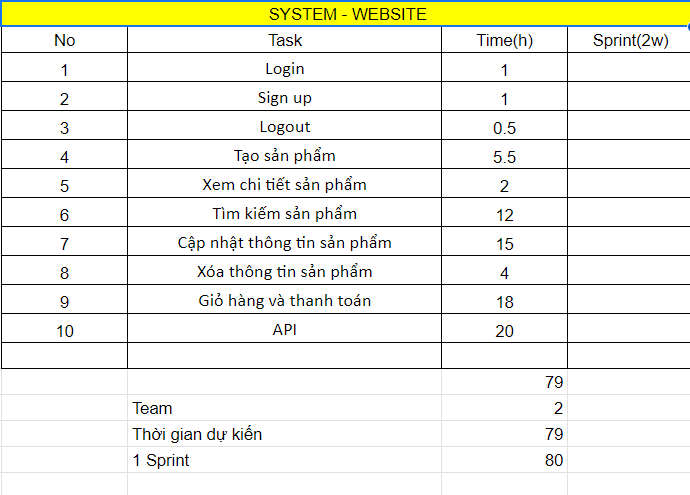 SYSTEM - WEBSITE
No Task Time(h) Sprint(2w)
1 Login 1
2 Sign up 1
3 Logout 0.5
4 Tạo sản phẩm 5.5
5 Xem chi tiết sản phẩm 2
6 Tìm kiếm sản phẩm 12
7 Cập nhật thông tin sản phẩm 15
8 Xóa thông tin sản phẩm 4
9 Giỏ hàng và thanh toán 18
10 API 20
79
Team 2
Thời gian dự kiến 79
1 Sprint 80